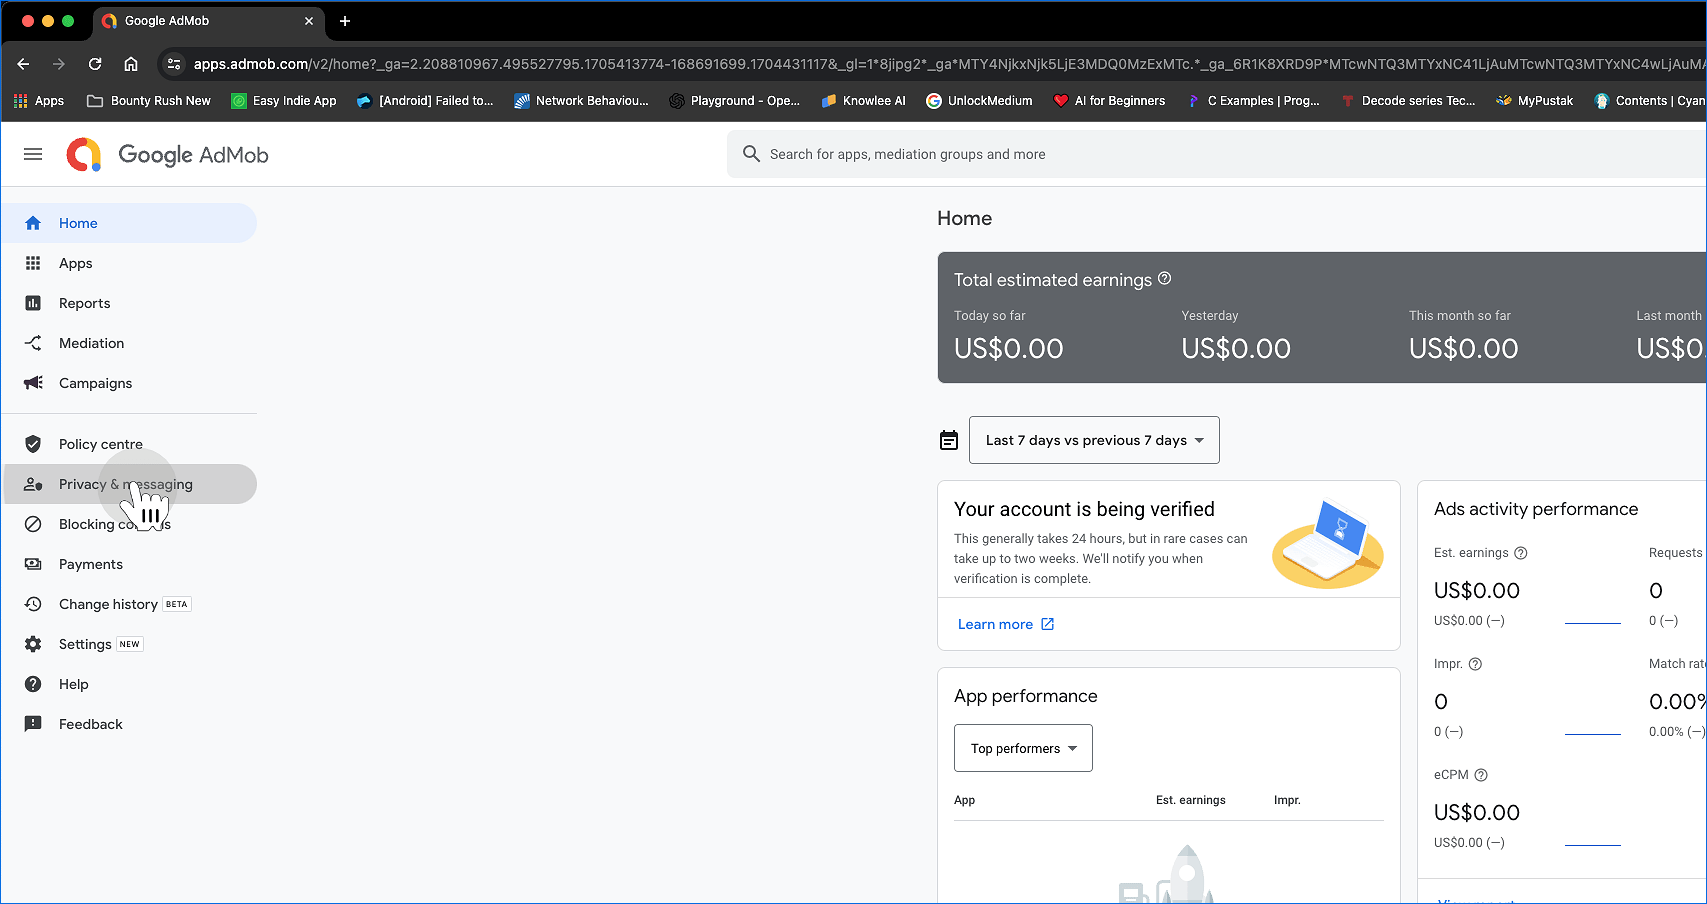 Google AdMob
apps.admob.com/v2/home?_ga=2.208810967.495527795.1705413774-168691699.1704431117&_gl=1*8jipg2*_ga*MTY4NjkxNjk5LjE3MDQ0MzExMTc.*_ga_6R1K8XRD9P*MTcwNTQ3MTYxNC41LjAuMTcwNTQ3MTYxNC4wLjAuMA
Apps Bounty Rush New Easy Indie App [Android] Failed to... Network Behaviou... Playground - Ope... Knowlee AI UnlockMedium AI for Beginners C Examples | Prog... Decode series Tec... MyPustak Contents | Cyan
Google AdMob
Search for apps, mediation groups and more
Home
Apps
Reports
Mediation
Campaigns
Policy centre
Privacy & messaging
Blocking
Payments
Change history BETA
Settings NEW
Help
Feedback
Home
Total estimated earnings
Today so far Yesterday This month so far Last month
US$0.00 US$0.00 US$0.00 US$0.
Last 7 days vs previous 7 days
Your account is being verified
This generally takes 24 hours, but in rare cases can
take up to two weeks. We'll notify you when
verification is complete.
Learn more
App performance
Top performers
App Est. earnings Impr.
Ads activity performance
Est. earnings Requests
US$0.00 0
US$0.00 (—) 0 (—)
Impr. Match rate
0 0.00%
0 (—) 0.00% (—)
eCPM
US$0.00
US$0.00 (—)